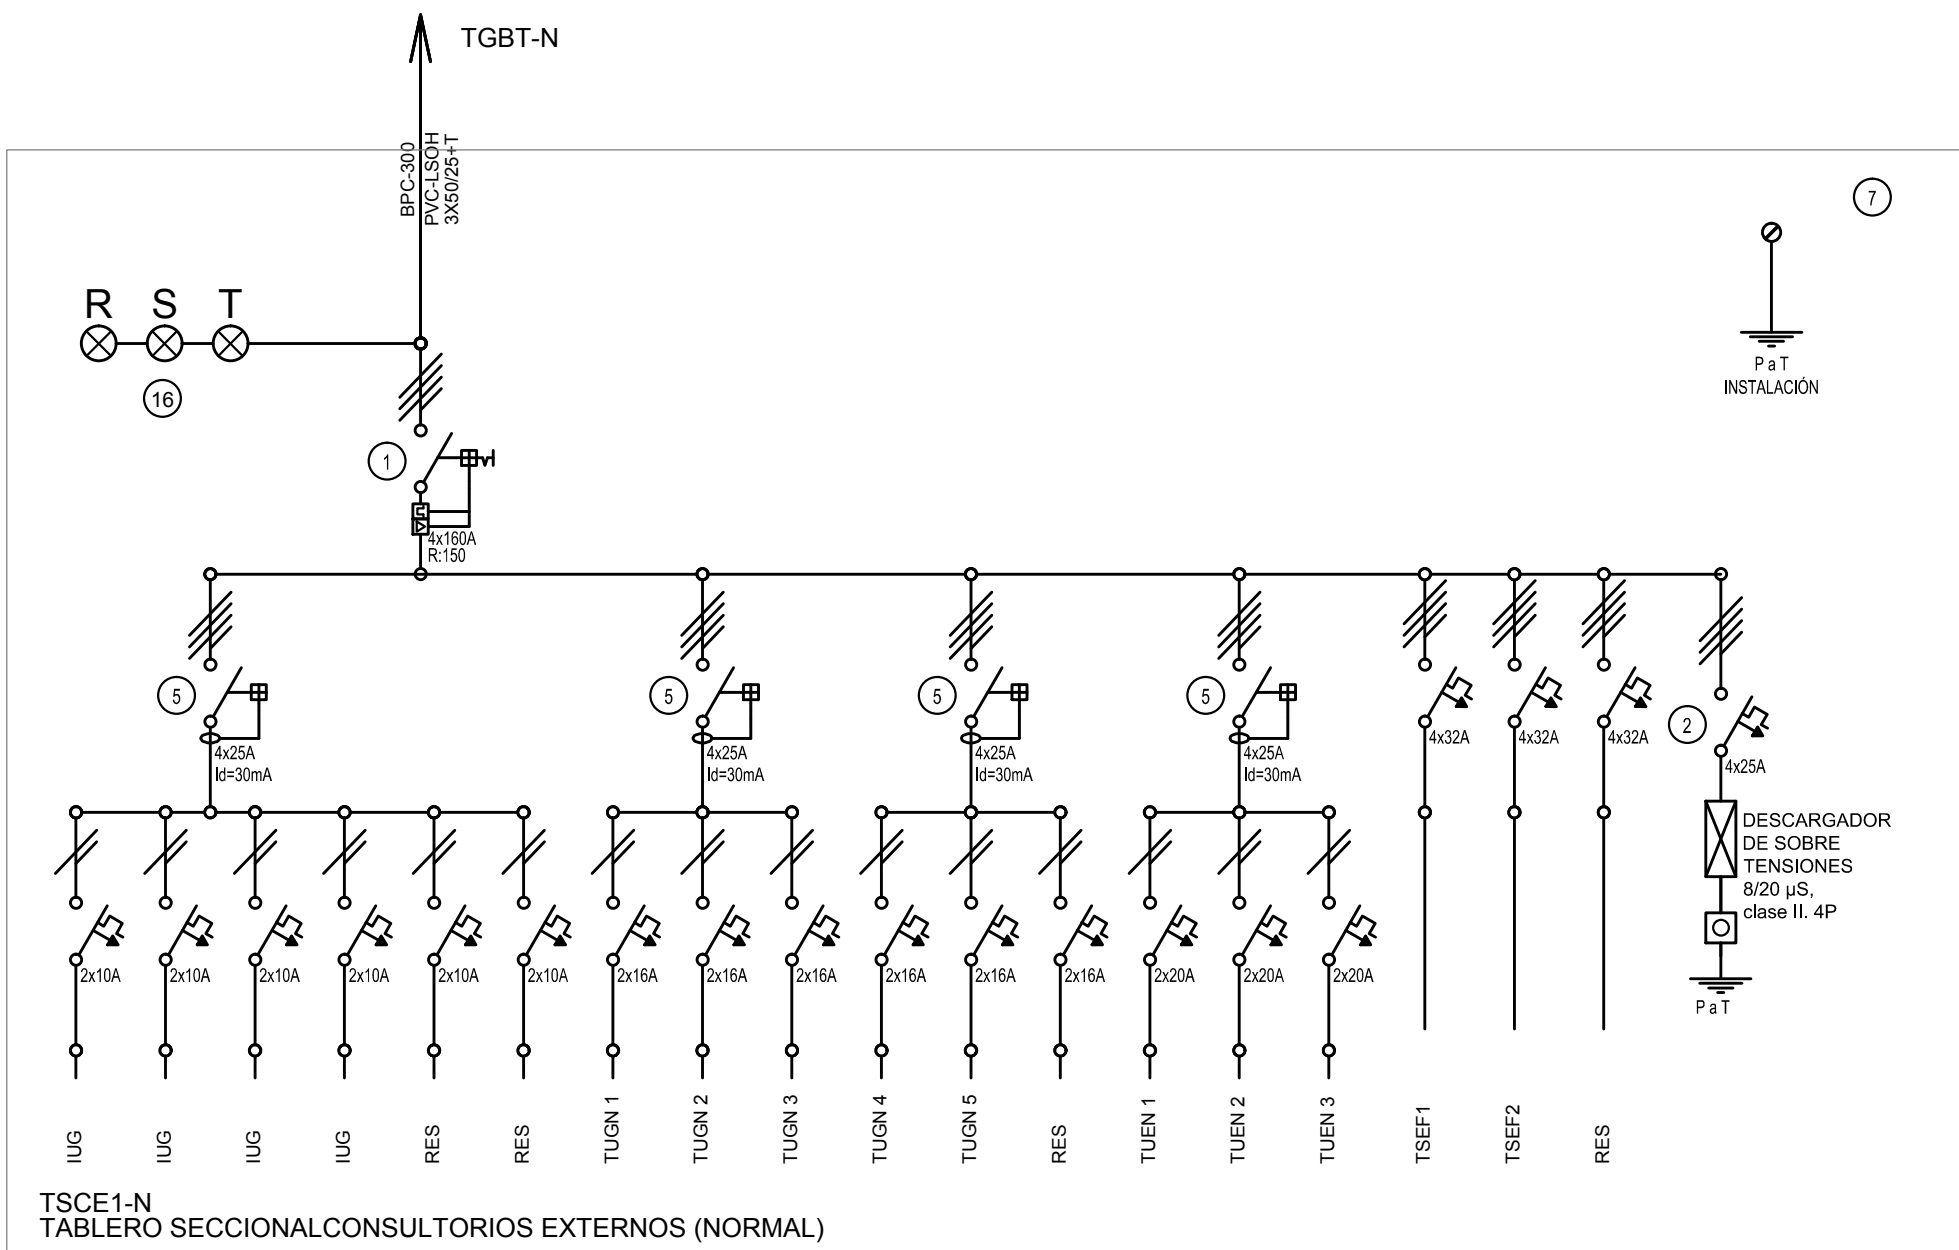 TGBT-N
BPC-300
PVC-LSOH
3X50/25+T
7
R S T
16
P a T
INSTALACIÓN
1
4x160A
R:150
5
5
5
5
2
4x25A
Id=30mA
4x25A
Id=30mA
4x25A
Id=30mA
4x25A
Id=30mA
4x32A
4x32A
4x32A
4x25A
DESCARGADOR
DE SOBRE
TENSIONES
8/20 µS,
clase II. 4P
P a T
2x10A
2x10A
2x10A
2x10A
2x10A
2x10A
2x16A
2x16A
2x16A
2x16A
2x16A
2x16A
2x20A
2x20A
2x20A
IUG
IUG
IUG
IUG
RES
RES
TUGN 1
TUGN 2
TUGN 3
TUGN 4
TUGN 5
RES
TUEN 1
TUEN 2
TUEN 3
TSEF1
TSEF2
RES
TSCE1-N
TABLERO SECCIONALCONSULTORIOS EXTERNOS (NORMAL)